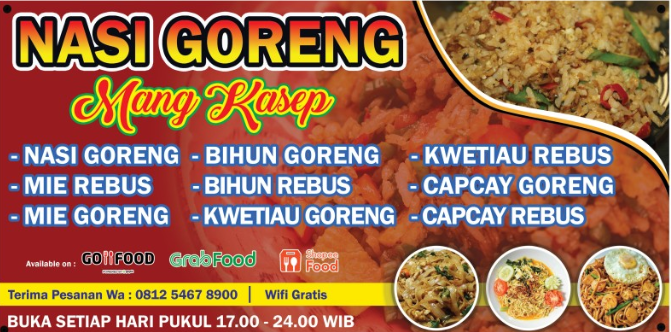 NASI GORENG
Mang Kasep
- NASI GORENG - BIHUN GORENG - KWETIAU REBUS
- MIE REBUS - BIHUN REBUS - CAPCAY GORENG
- MIE GORENG - KWETIAU GORENG - CAPCAY REBUS
Available on : GOFOOD GrabFood Shopee Food
Terima Pesanan Wa : 0812 5467 8900 | Wifi Gratis
BUKA SETIAP HARI PUKUL 17.00 - 24.00 WIB